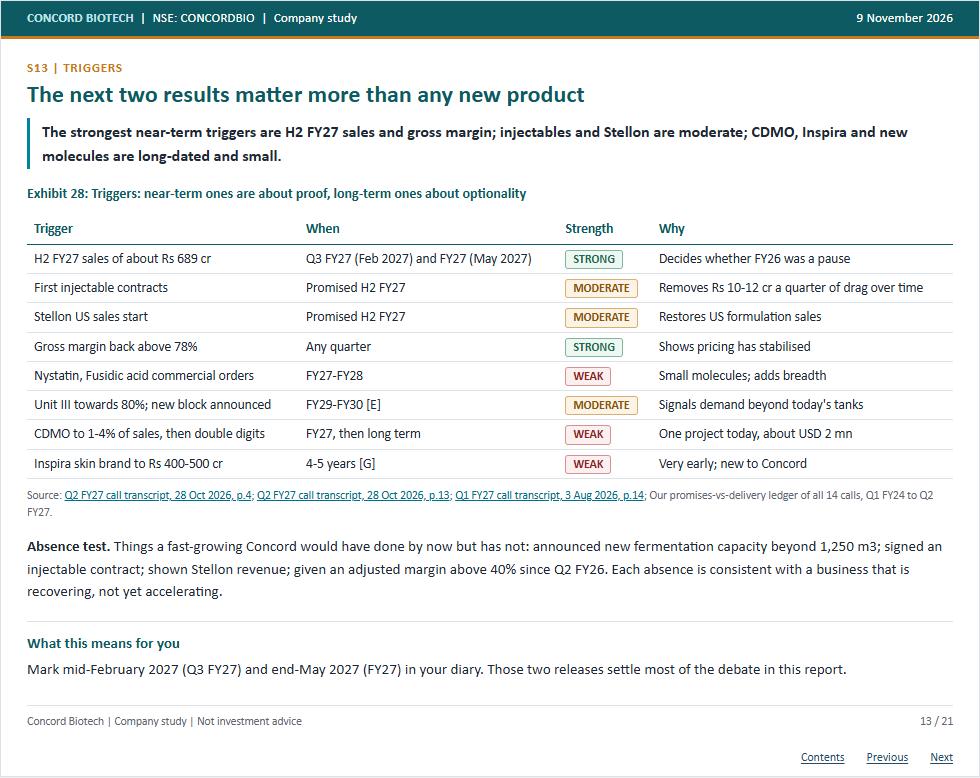 CONCORD BIOTECH | NSE: CONCORDBIO | Company study 9 November 2026
S13 | TRIGGERS
The next two results matter more than any new product
The strongest near-term triggers are H2 FY27 sales and gross margin; injectables and Stellon are moderate; CDMO, Inspira and new
molecules are long-dated and small.
Exhibit 28: Triggers: near-term ones are about proof, long-term ones about optionality
Trigger When Strength Why
H2 FY27 sales of about Rs 689 cr Q3 FY27 (Feb 2027) and FY27 (May 2027) STRONG Decides whether FY26 was a pause
First injectable contracts Promised H2 FY27 MODERATE Removes Rs 10-12 cr a quarter of drag over time
Stellon US sales start Promised H2 FY27 MODERATE Restores US formulation sales
Gross margin back above 78% Any quarter STRONG Shows pricing has stabilised
Nystatin, Fusidic acid commercial orders FY27-FY28 WEAK Small molecules; adds breadth
Unit III towards 80%; new block announced FY29-FY30 [E] MODERATE Signals demand beyond today's tanks
CDMO to 1-4% of sales, then double digits FY27, then long term WEAK One project today, about USD 2 mn
Inspira skin brand to Rs 400-500 cr 4-5 years [G] WEAK Very early; new to Concord
Source: Q2 FY27 call transcript, 28 Oct 2026, p.4; Q2 FY27 call transcript, 28 Oct 2026, p.13; Q1 FY27 call transcript, 3 Aug 2026, p.14; Our promises-vs-delivery ledger of all 14 calls, Q1 FY24 to Q2
FY27.
Absence test. Things a fast-growing Concord would have done by now but has not: announced new fermentation capacity beyond 1,250 m3; signed an
injectable contract; shown Stellon revenue; given an adjusted margin above 40% since Q2 FY26. Each absence is consistent with a business that is
recovering, not yet accelerating.
What this means for you
Mark mid-February 2027 (Q3 FY27) and end-May 2027 (FY27) in your diary. Those two releases settle most of the debate in this report.
Concord Biotech | Company study | Not investment advice 13 / 21
Contents Previous Next